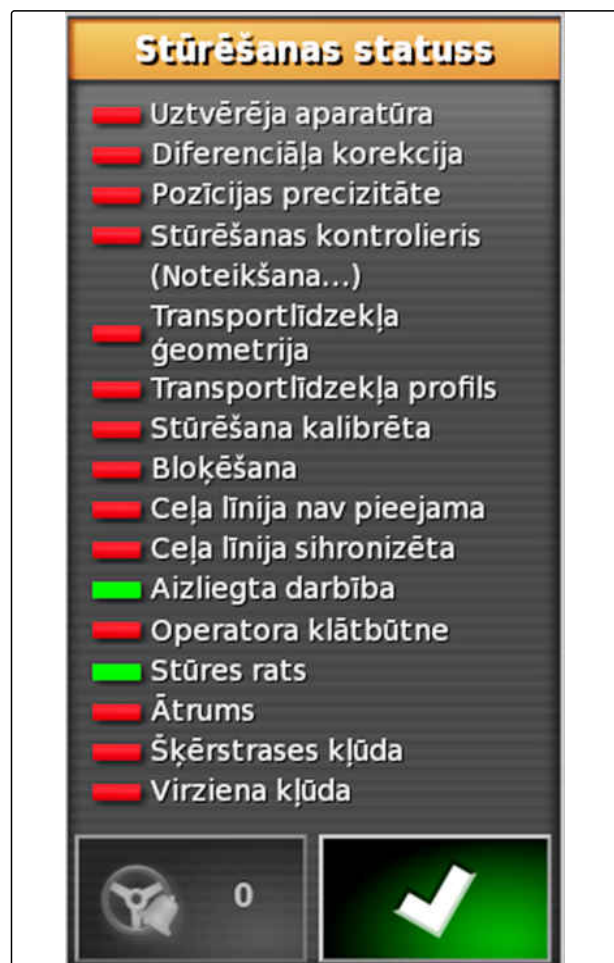 Stūrēšanas statuss
Uztvērēja aparatūra
Diferenciāļa korekcija
Pozīcijas precizitāte
Stūrēšanas kontrolieris
(Noteikšana...)
Transportlīdzekļa
ģeometrija
Transportlīdzekļa profils
Stūrēšana kalibrēta
Bloķēšana
Ceļa līnija nav pieejama
Ceļa līnija sihronizēta
Aizliegta darbība
Operatora klātbūtne
Stūres rats
Ātrums
Šķērstrases kļūda
Virziena kļūda
0